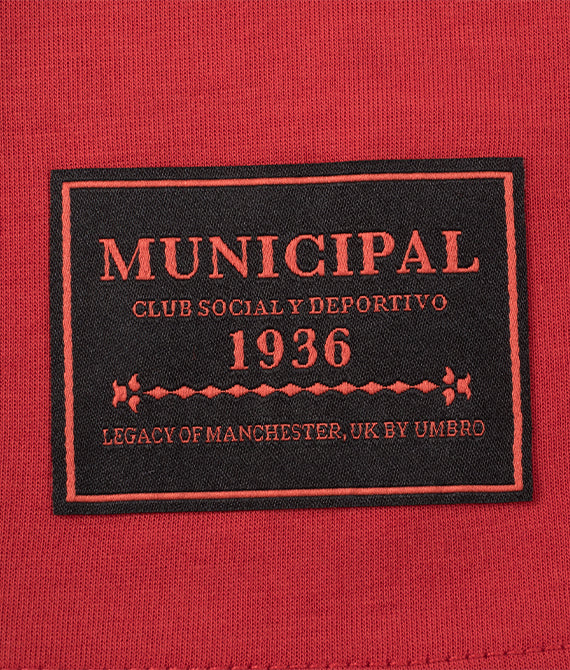 MUNICIPAL
CLUB SOCIAL Y DEPORTIVO
1936
LEGACY OF MANCHESTER, UK BY UMBRO